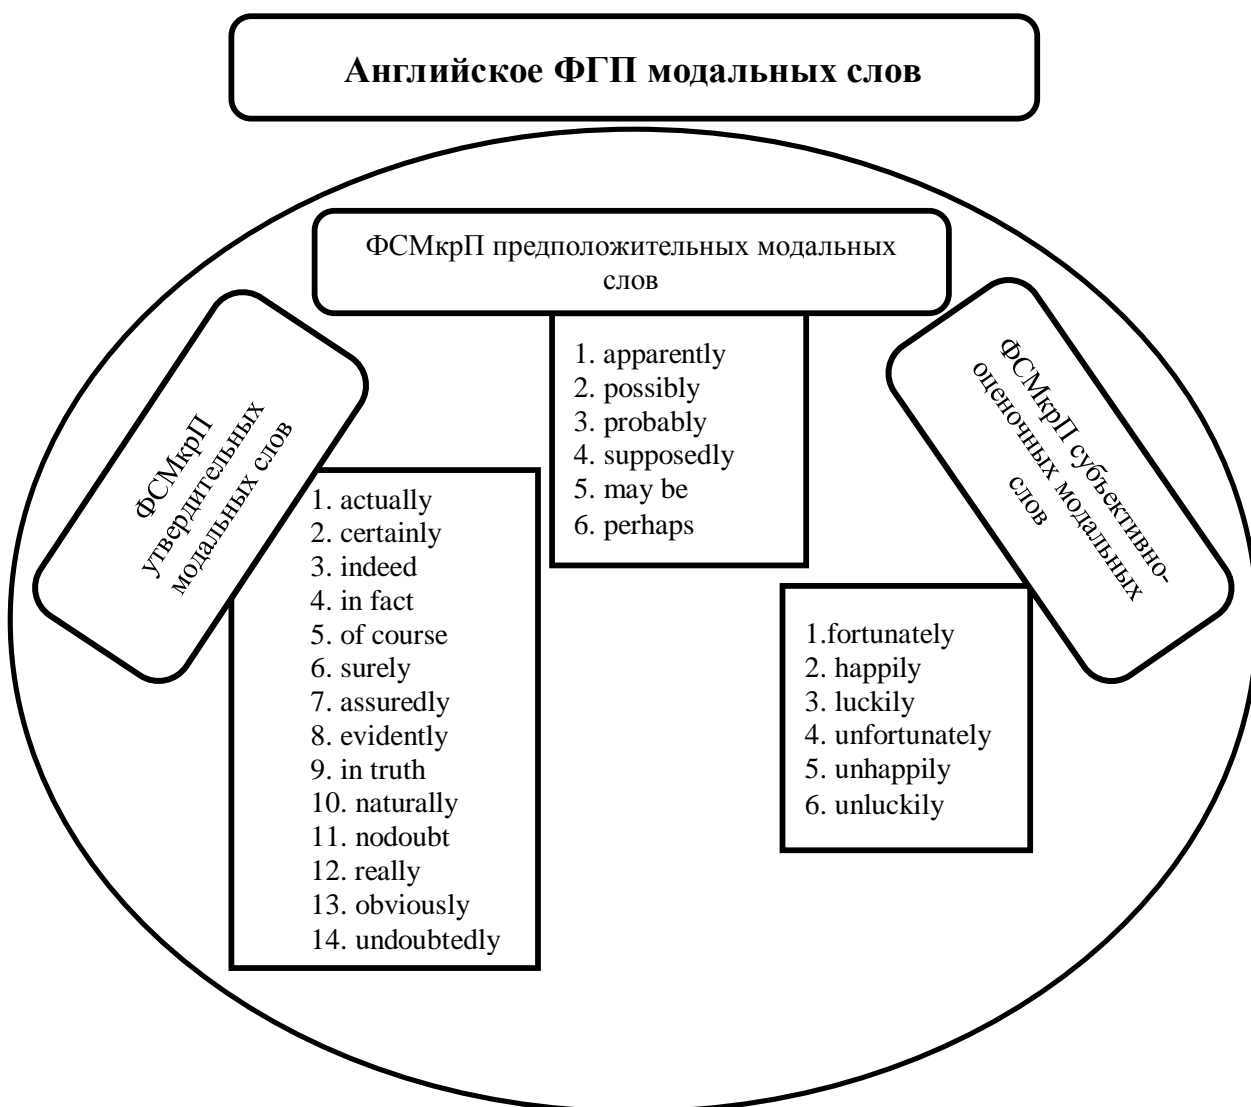 Английское ФГП модальных слов
ФСМкрП предположительных модальных
слов
1. apparently
2. possibly
3. probably
4. supposedly
5. may be
6. perhaps
ФСМкрП
утвердительных
модальных слов
1. actually
2. certainly
3. indeed
4. in fact
5. of course
6. surely
7. assuredly
8. evidently
9. in truth
10. naturally
11. nodoubt
12. really
13. obviously
14. undoubtedly
ФСМкрП субъективно-
оценочных модальных
слов
1.fortunately
2. happily
3. luckily
4. unfortunately
5. unhappily
6. unluckily